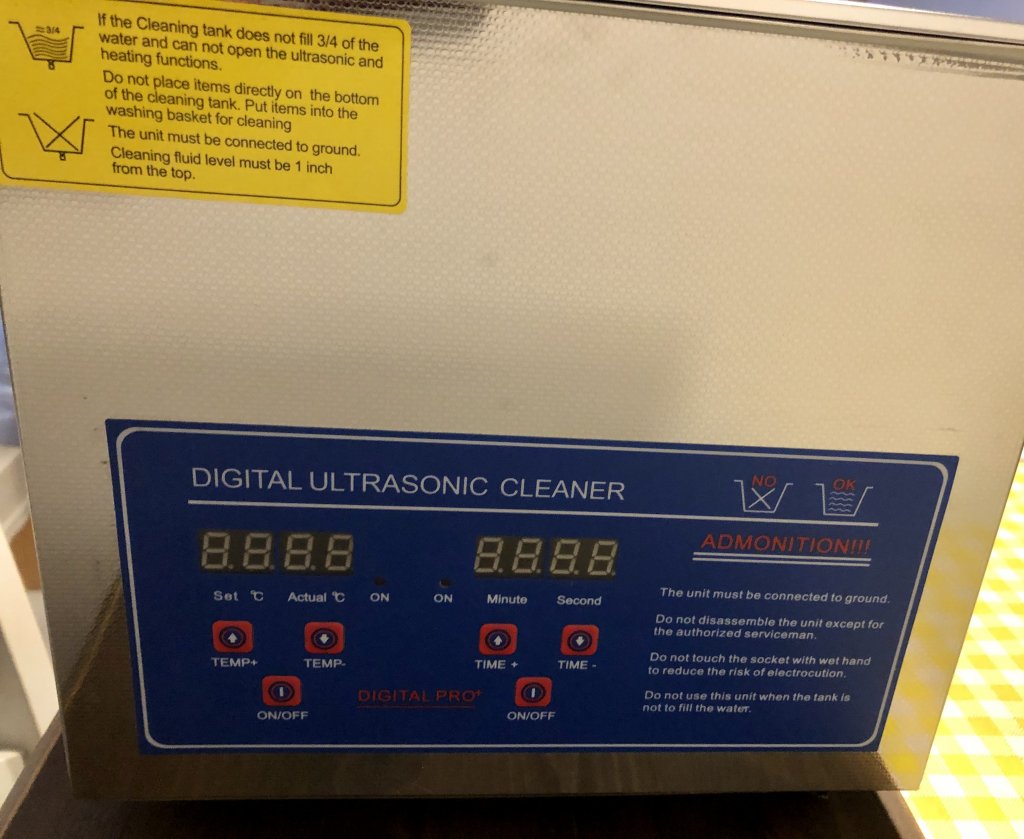 ≈3/4
If the Cleaning tank does not fill 3/4 of the
water and can not open the ultrasonic and
heating functions.
Do not place items directly on the bottom
of the cleaning tank. Put items into the
washing basket for cleaning
The unit must be connected to ground.
Cleaning fluid level must be 1 inch
from the top.
DIGITAL ULTRASONIC CLEANER
NO OK
8.8.8.8. 8.8.8.8.
ADMONITION!!!
Set ℃ Actual ℃ ON ON Minute Second
TEMP+ TEMP- TIME + TIME -
ON/OFF DIGITAL PRO+ ON/OFF
The unit must be connected to ground.
Do not disassemble the unit except for
the authorized serviceman.
Do not touch the socket with wet hand
to reduce the risk of electrocution.
Do not use this unit when the tank is
not to fill the water.